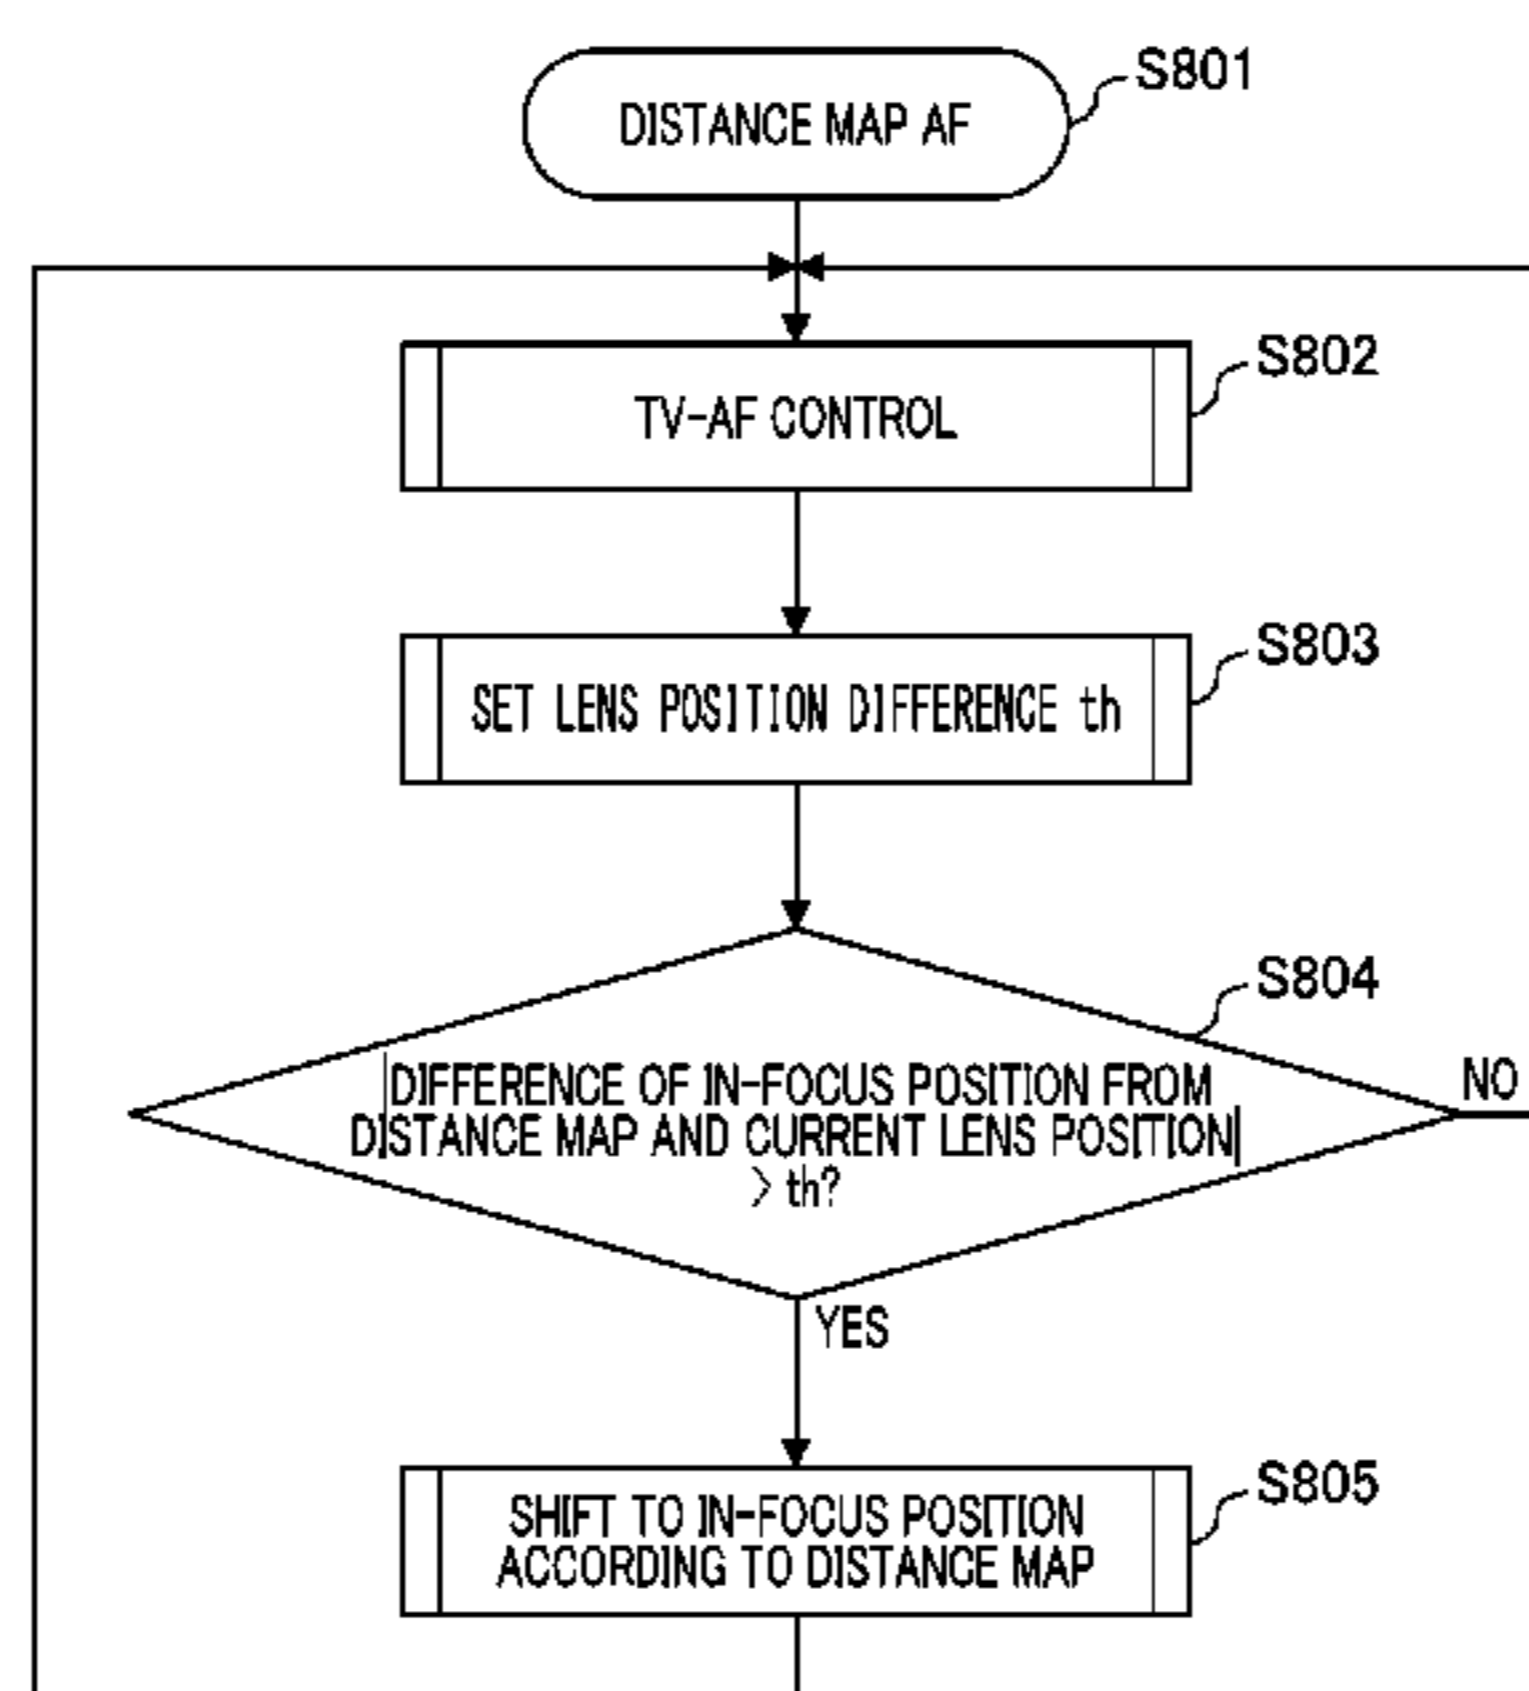 S801
DISTANCE MAP AF
S802
TV-AF CONTROL
S803
SET LENS POSITION DIFFERENCE th
S804
|DIFFERENCE OF IN-FOCUS POSITION FROM
DISTANCE MAP AND CURRENT LENS POSITION|
> th?
NO
YES
S805
SHIFT TO IN-FOCUS POSITION
ACCORDING TO DISTANCE MAP